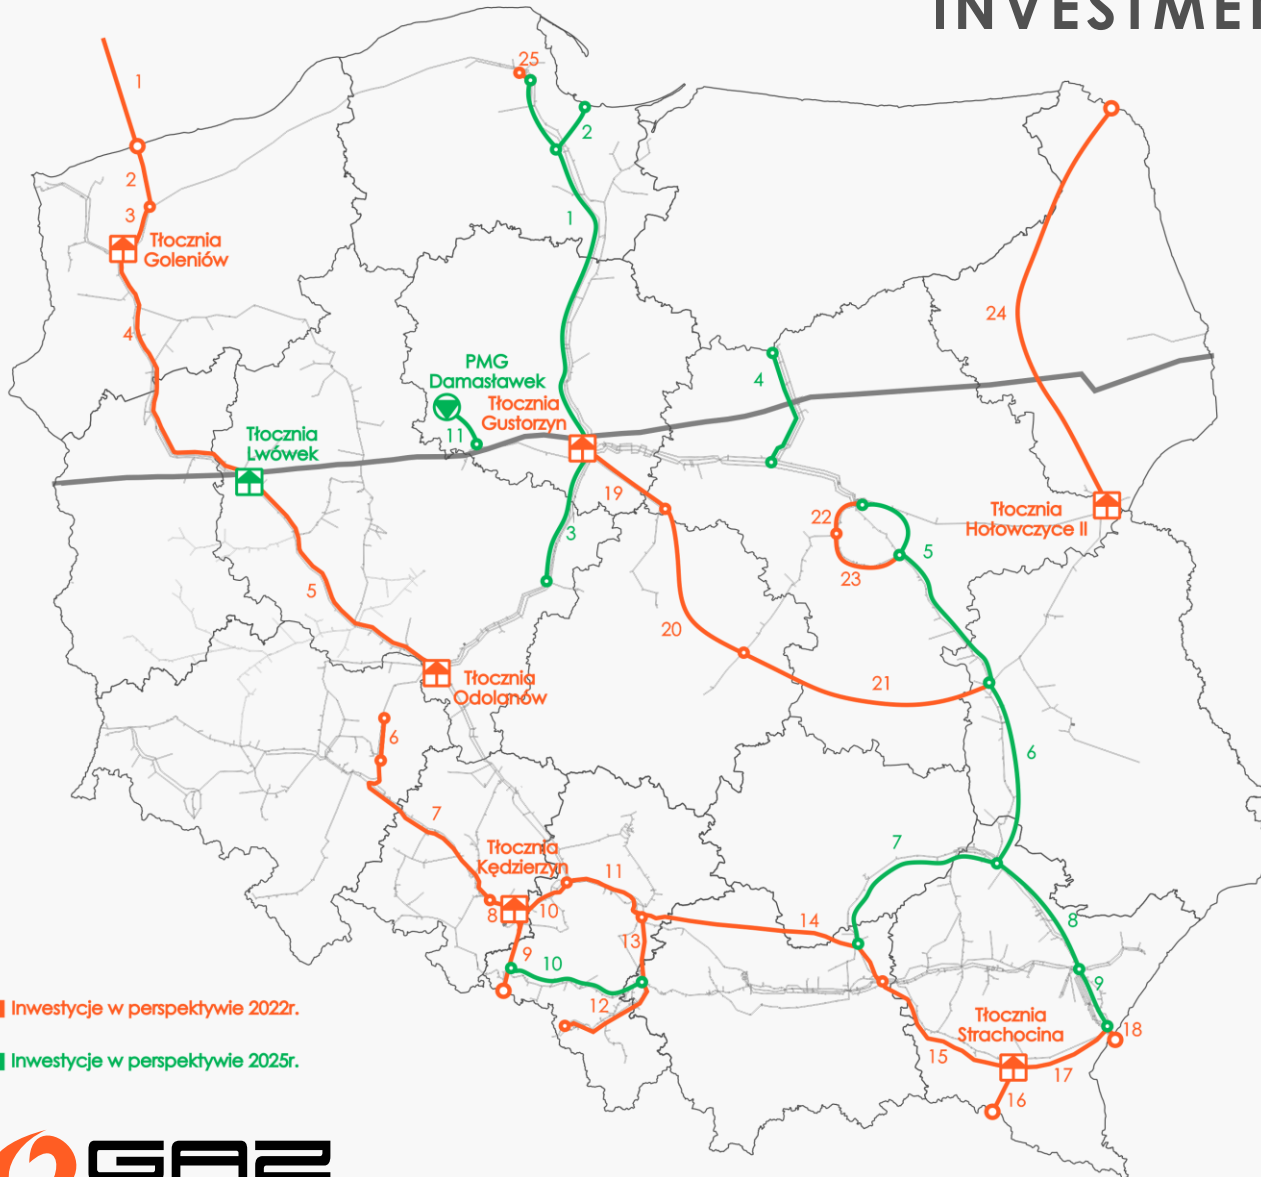 INVESTMEN
25
1
2
2
3
Tłocznia
Goleniów
1
4
24
PMG
Damasławek
4
Tłocznia
Gustorzyn
11
Tłocznia
Lwówek
19
22
Tłocznia
Hołowczyce II
3
5
23
5
20
21
Tłocznia
Odolanów
6
6
7
7
Tłocznia
Kędzierzyn
11
8
10
14
8
13
9
10
9
12
Inwestycje w perspektywie 2022r.
Tłocznia
Strachocina
18
15
17
Inwestycje w perspektywie 2025r.
16
GAZ